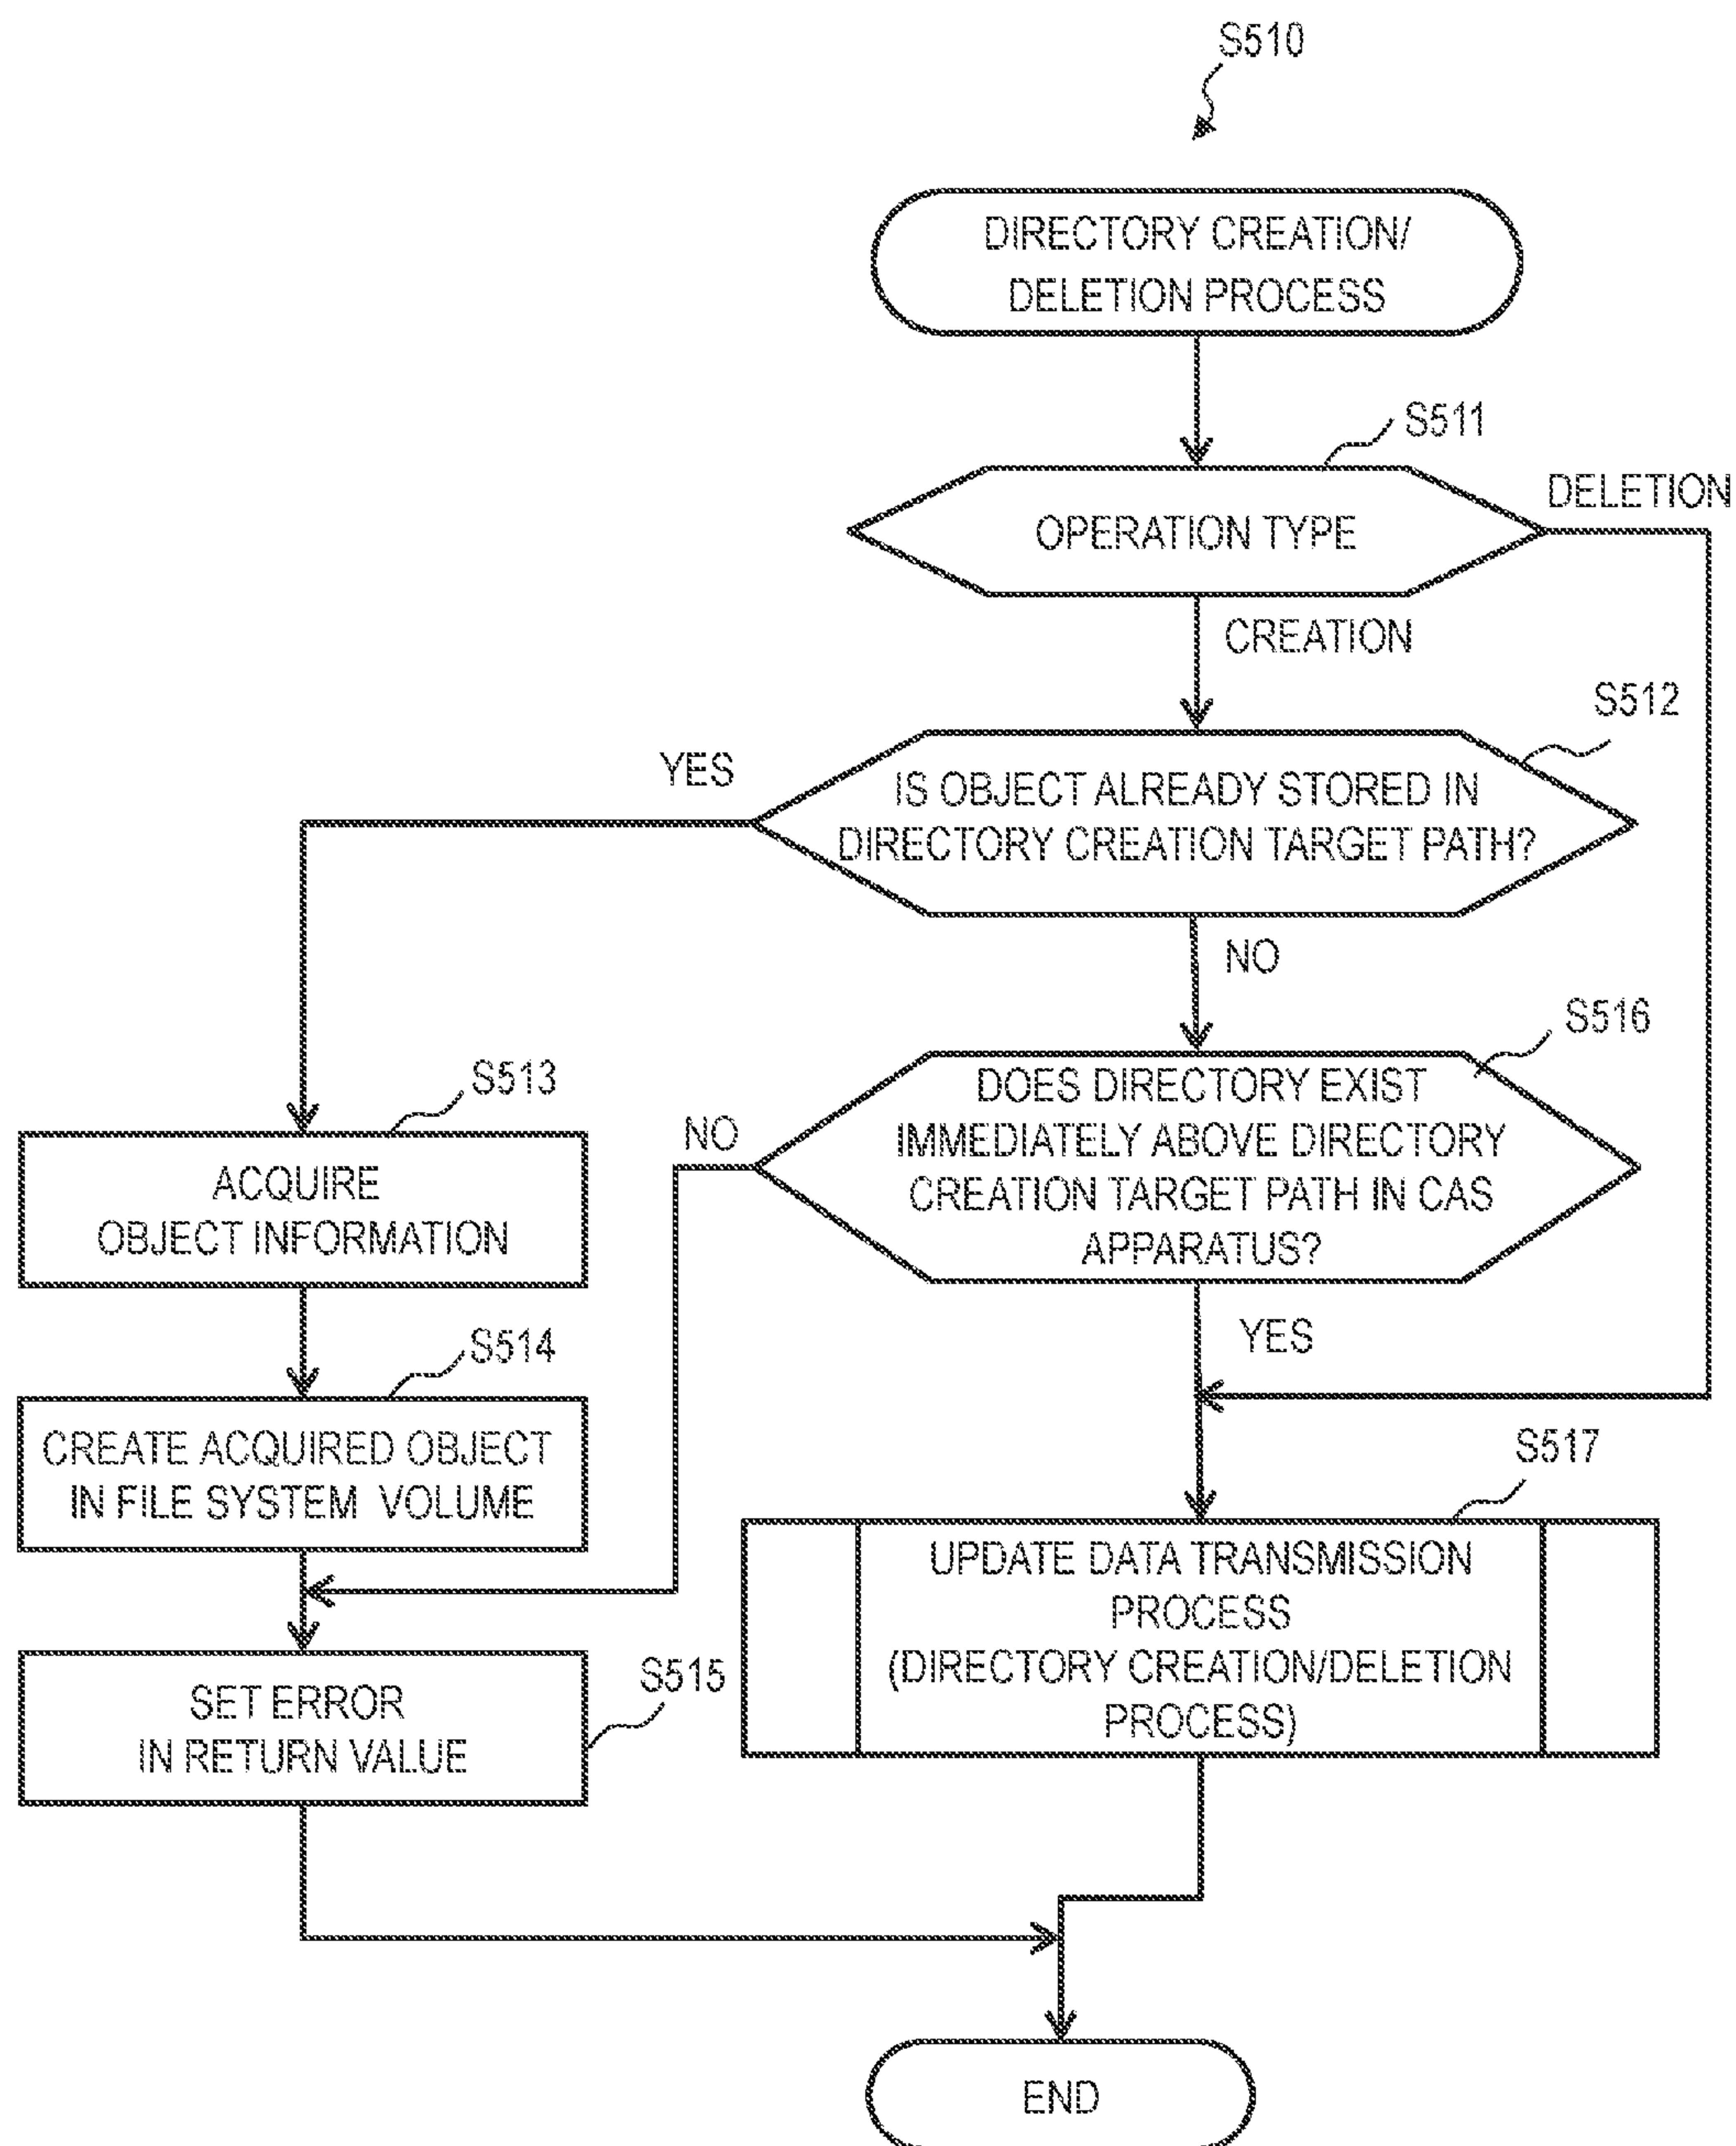 S510
DIRECTORY CREATION/
DELETION PROCESS
S511
DELETION
OPERATION TYPE
CREATION
S512
YES
IS OBJECT ALREADY STORED IN
DIRECTORY CREATION TARGET PATH?
NO
S516
DOES DIRECTORY EXIST
IMMEDIATELY ABOVE DIRECTORY
CREATION TARGET PATH IN CAS
APPARATUS?
NO
YES
S513
ACQUIRE
OBJECT INFORMATION
S514
CREATE ACQUIRED OBJECT
IN FILE SYSTEM VOLUME
S517
UPDATE DATA TRANSMISSION
PROCESS
(DIRECTORY CREATION/DELETION
PROCESS)
S515
SET ERROR
IN RETURN VALUE
END